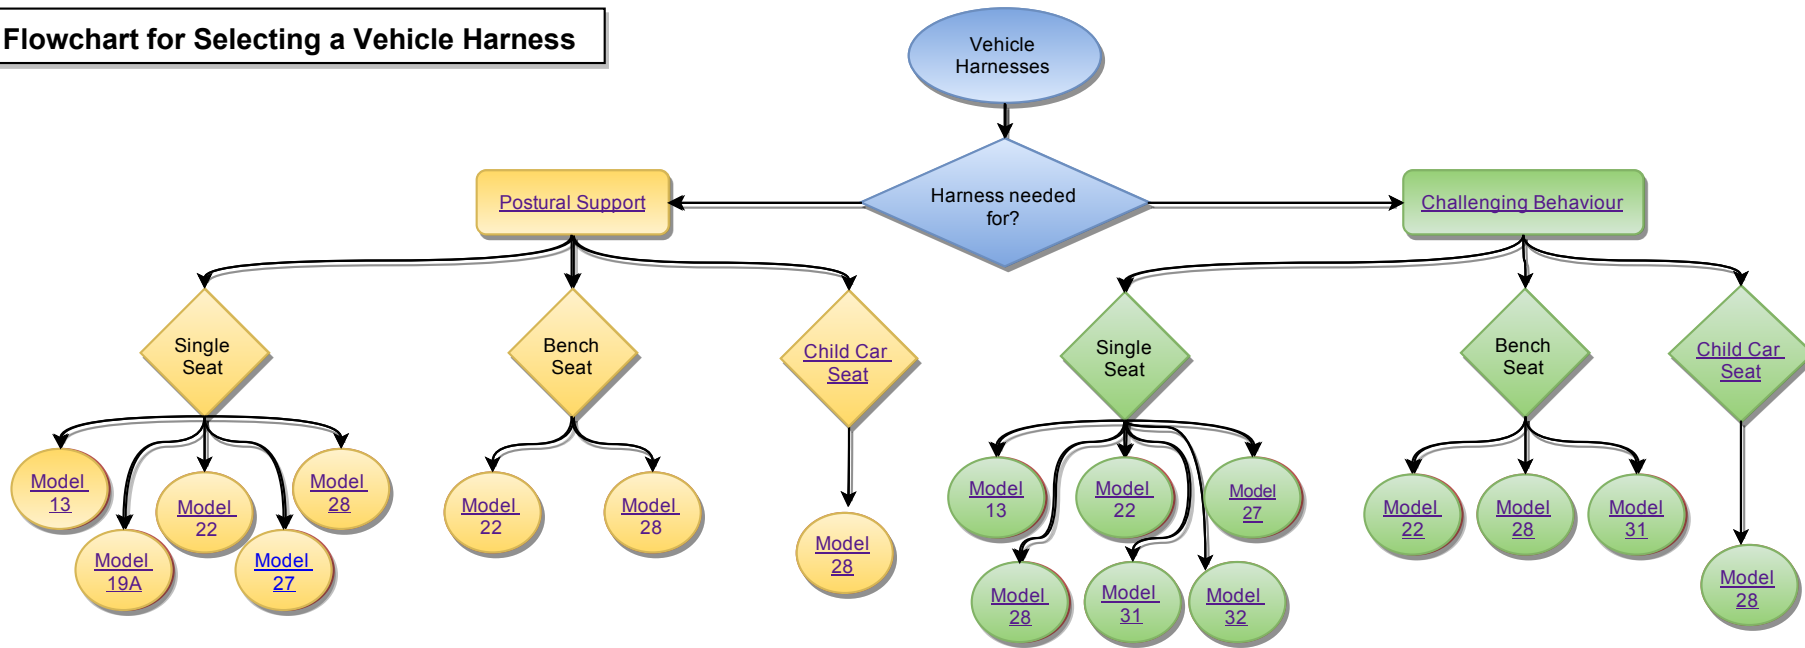 Flowchart for Selecting a Vehicle Harness
Vehicle
Harnesses
Harness needed
for?
Postural Support
Challenging Behaviour
Single
Seat
Bench
Seat
Child Car
Seat
Single
Seat
Bench
Seat
Child Car
Seat
Model
13
Model
19A
Model
22
Model
27
Model
28
Model
22
Model
28
Model
28
Model
13
Model
22
Model
27
Model
28
Model
31
Model
32
Model
22
Model
28
Model
31
Model
28